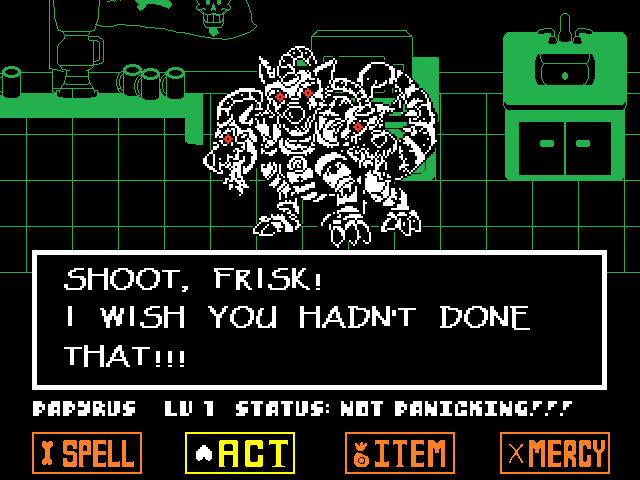 SHOOT, FRISK!
I WISH YOU HADN'T DONE
THAT!!!
PAPYRUS LV 1 STATUS: NOT PANICKING!!!
SPELL ACT ITEM MERCY